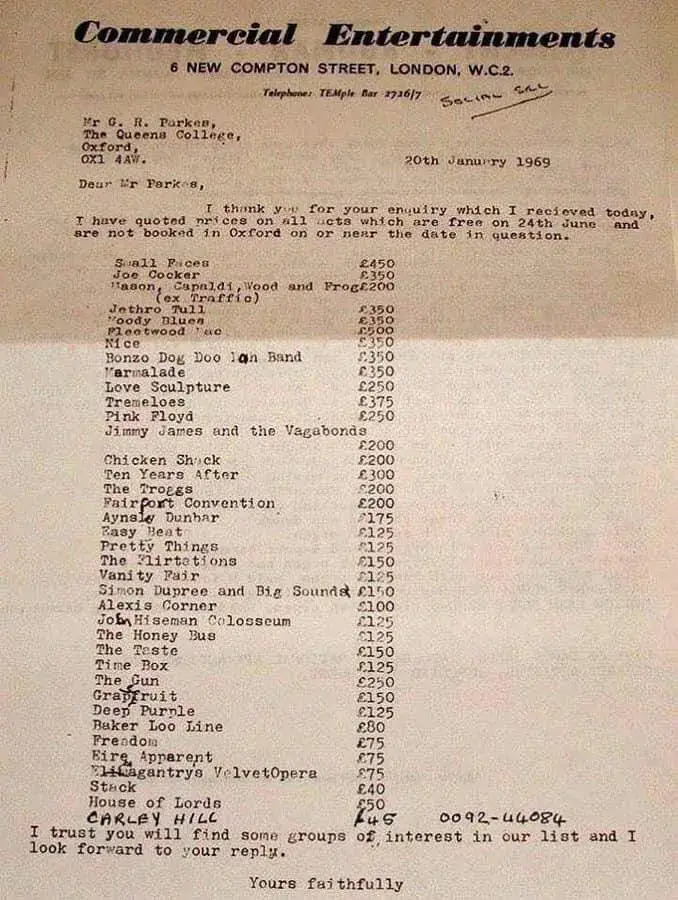 Commercial Entertainments
6 NEW COMPTON STREET, LONDON, W.C.2.
Telephone: TEMple Bar 2726/7
SOCIAL SEC
Mr G. R. Parkes,
The Queens College,
Oxford,
OX1 4AW.
20th January 1969
Dear Mr Parkes,
I thank you for your enquiry which I recieved today,
I have quoted prices on all acts which are free on 24th June and
are not booked in Oxford on or near the date in question.
Small Faces £450
Joe Cocker £350
Mason, Capaldi,Wood and Frog£200
(ex Traffic)
Jethro Tull £350
Moody Blues £350
Fleetwood Mac £500
Nice £350
Bonzo Dog Doo Dah Band £350
Marmalade £350
Love Sculpture £250
Tremeloes £375
Pink Floyd £250
Jimmy James and the Vagabonds
£200
Chicken Shack £200
Ten Years After £300
The Troggs £200
Fairport Convention £200
Aynsly Dunbar £175
Easy Beat £125
Pretty Things £125
The Flirtations £150
Vanity Fair £125
Simon Dupree and Big Sounds £150
Alexis Corner £100
John Hiseman Colosseum £125
The Honey Bus £125
The Taste £150
Time Box £125
The Gun £250
Grapfruit £150
Deep Purple £125
Baker Loo Line £80
Freedom £75
Eire Apparent £75
gantry's VelvetOpera £75
Stack £40
House of Lords £50
CARLEY HILL £45 0092-44084
I trust you will find some groups of interest in our list and I
look forward to your reply.
Yours faithfully